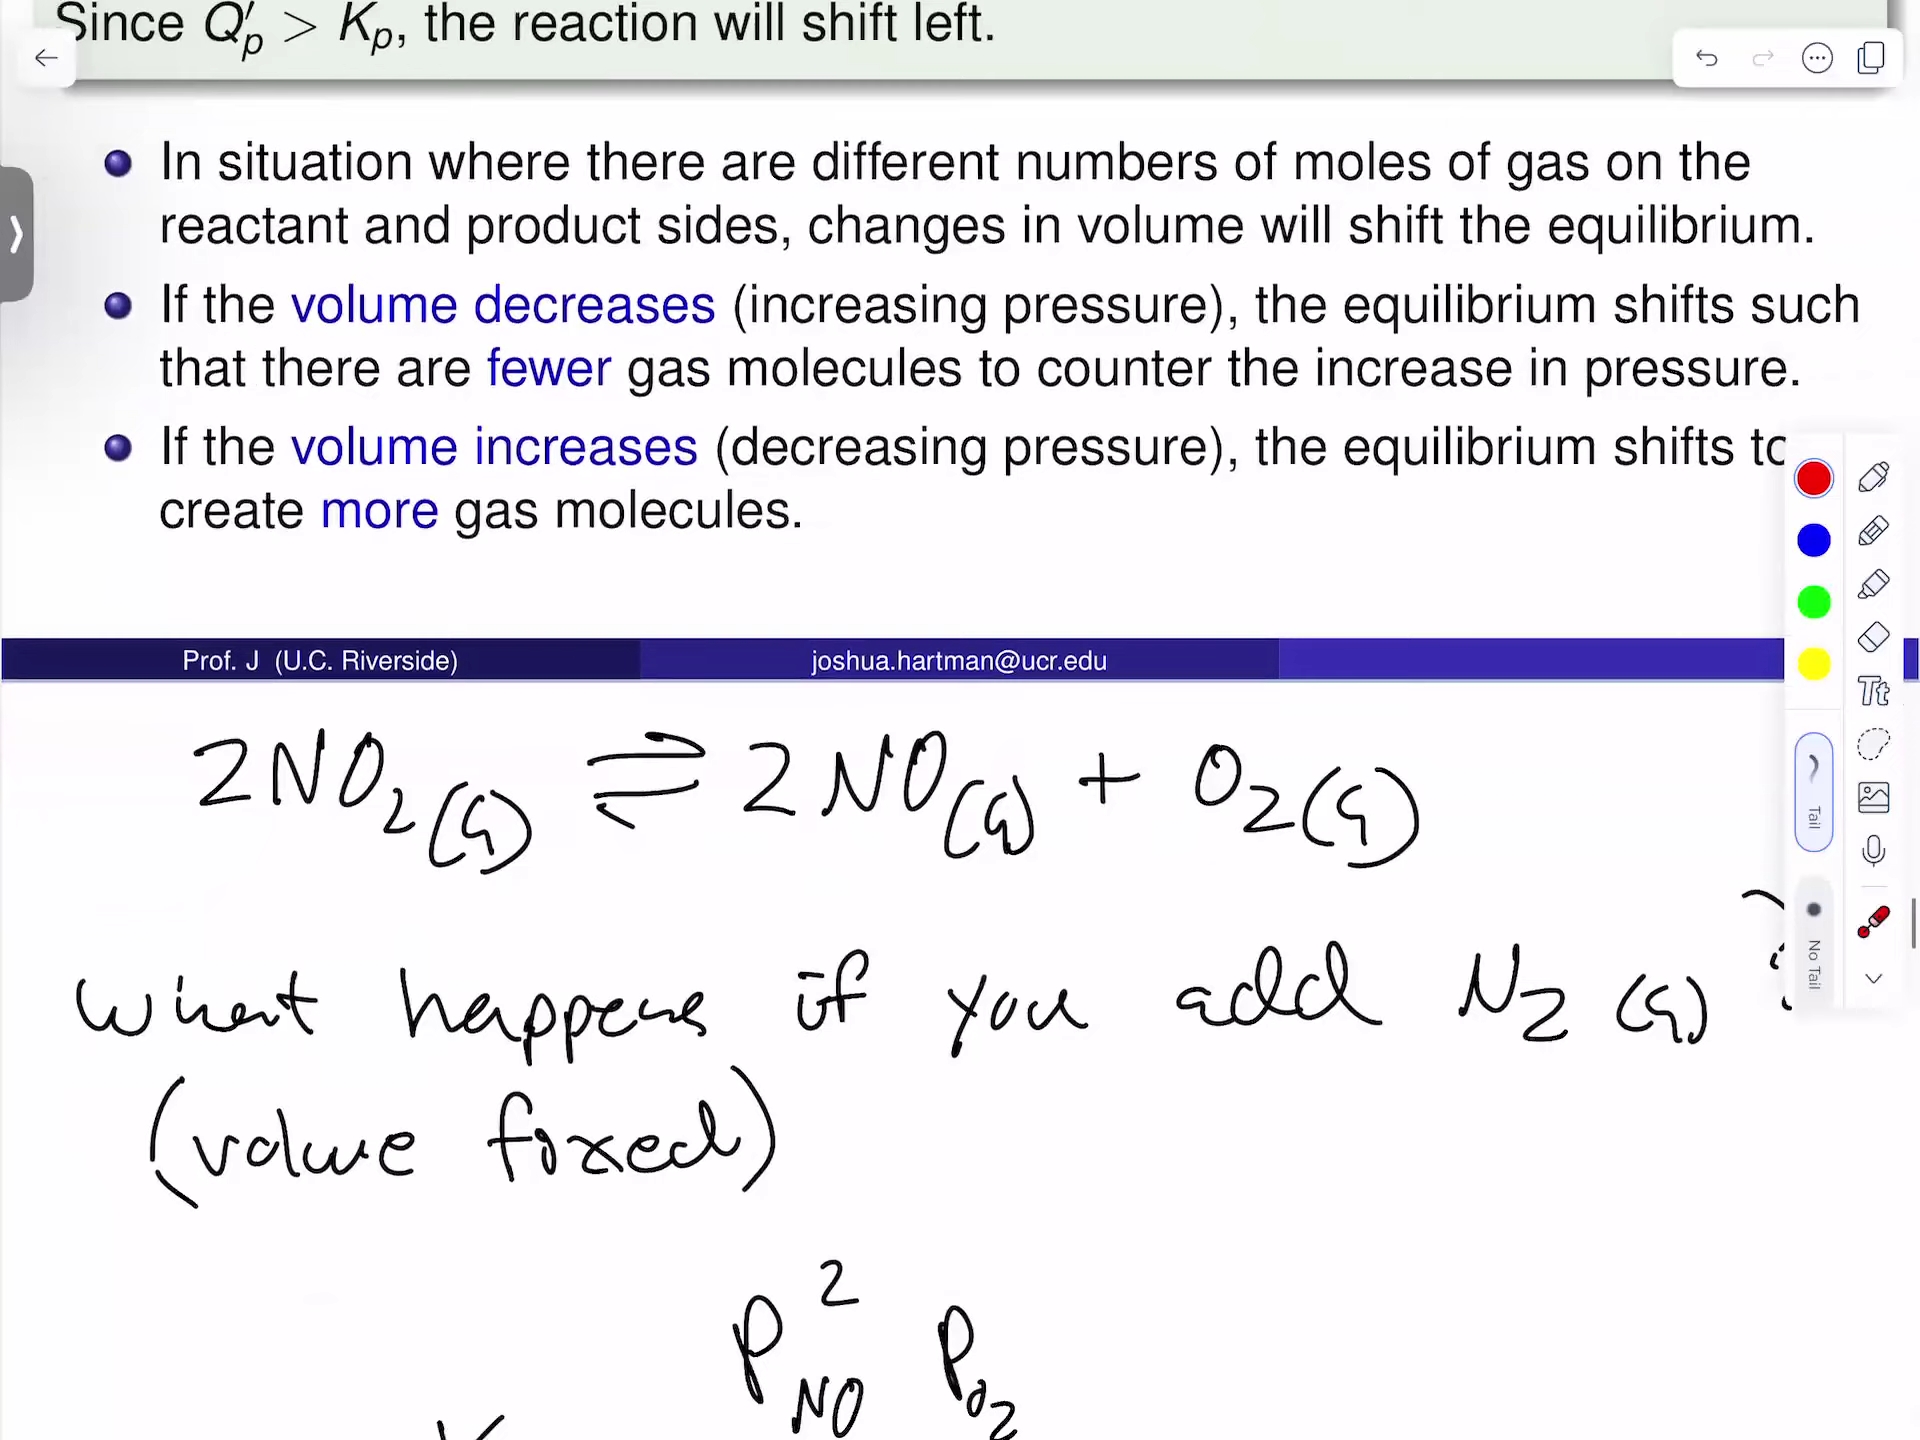 Since Q′p > Kp, the reaction will shift left.
In situation where there are different numbers of moles of gas on the
reactant and product sides, changes in volume will shift the equilibrium.
If the volume decreases (increasing pressure), the equilibrium shifts such
that there are fewer gas molecules to counter the increase in pressure.
If the volume increases (decreasing pressure), the equilibrium shifts to
create more gas molecules.
Prof. J (U.C. Riverside) joshua.hartman@ucr.edu
2NO2(g) ⇌ 2NO(g) + O2(g)
what happens if you add N2(g) ?
(volume fixed)
P²NO PO2
Tt
Tail
No Tail